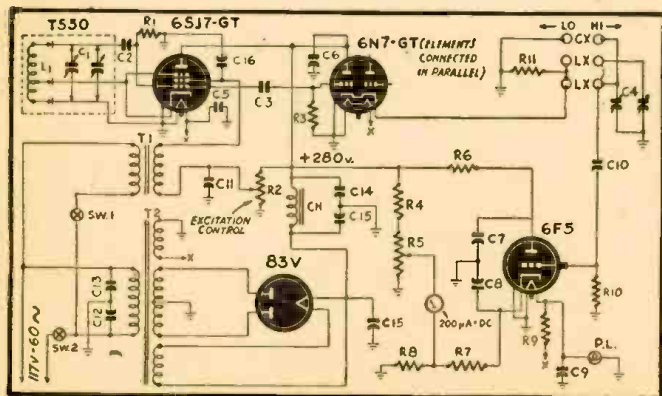 TS50
R1
6SJ7-GT
C6
6N7-GT (ELEMENTS
CONNECTED
IN PARALLEL)
LO HI
CX
LX
LX
R11
C4
L1
C1
C2
C16
C5
X
C3
R3
X
C10
T1
+280v.
R6
C11
R2
EXCITATION
CONTROL
CH
C14
C15
R4
R5
C7
C8
6F5
R10
SW.1
T2
X
83V
C15
200µA-DC
R8
R7
R9
X
P.L.
C9
C13
C12
SW.2
117V-60~